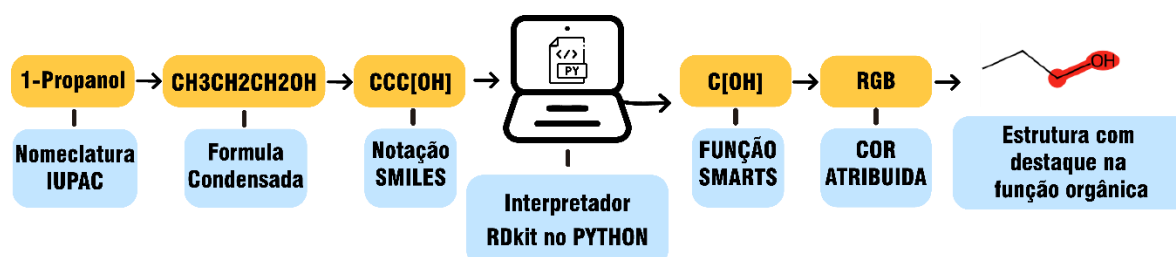 1-Propanol
CH3CH2CH2OH
CCC[OH]
</>
PY
C[OH]
RGB
OH
Nomeclatura
IUPAC
Formula
Condensada
Notação
SMILES
Interpretador
RDkit no PYTHON
FUNÇÃO
SMARTS
COR
ATRIBUIDA
Estrutura com
destaque na
função orgânica